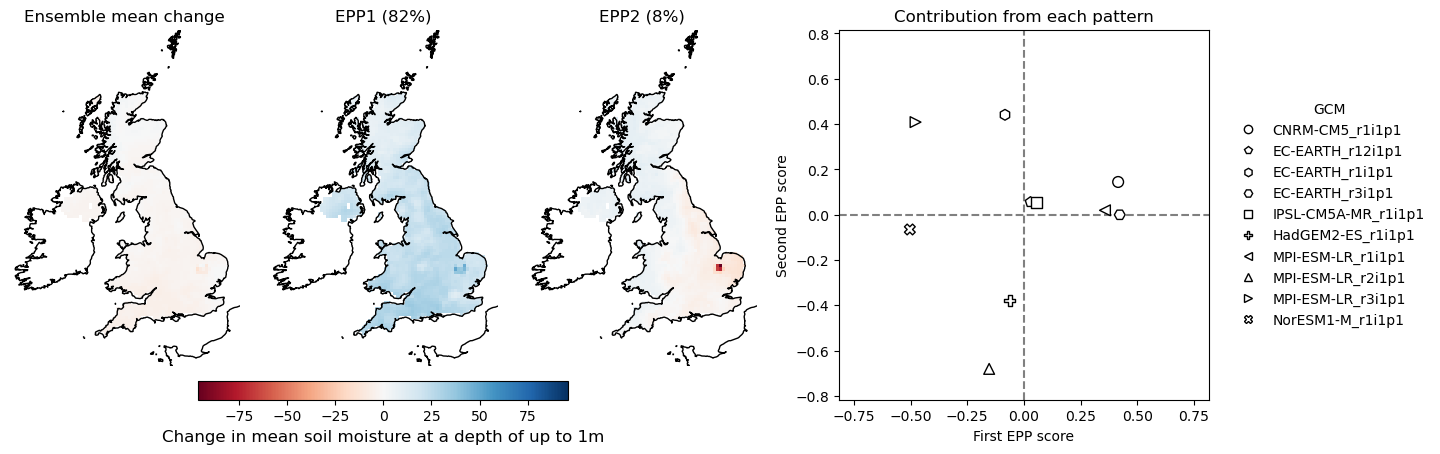 Ensemble mean change
EPP1 (82%)
EPP2 (8%)
Contribution from each pattern
−75 −50 −25 0 25 50 75
Change in mean soil moisture at a depth of up to 1m
0.8
0.6
0.4
0.2
0.0
−0.2
−0.4
−0.6
−0.8
Second EPP score
−0.75 −0.50 −0.25 0.00 0.25 0.50 0.75
First EPP score
GCM
CNRM-CM5_r1i1p1
EC-EARTH_r12i1p1
EC-EARTH_r1i1p1
EC-EARTH_r3i1p1
IPSL-CM5A-MR_r1i1p1
HadGEM2-ES_r1i1p1
MPI-ESM-LR_r1i1p1
MPI-ESM-LR_r2i1p1
MPI-ESM-LR_r3i1p1
NorESM1-M_r1i1p1